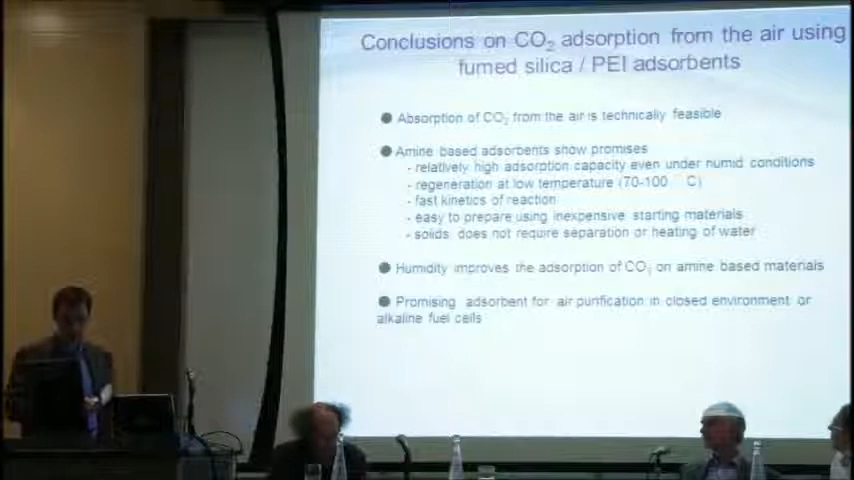 Conclusions on CO₂ adsorption from the air using
fumed silica / PEI adsorbents
● Absorption of CO₂ from the air is technically feasible
● Amine based adsorbents show promises
- relatively high adsorption capacity even under humid conditions
- regeneration at low temperature (70-100 C)
- fast kinetics of reaction
- easy to prepare using inexpensive starting materials
- solids does not require separation or heating of water
● Humidity improves the adsorption of CO₂ on amine based materials
● Promising adsorbent for air purification in closed environment or
alkaline fuel cells